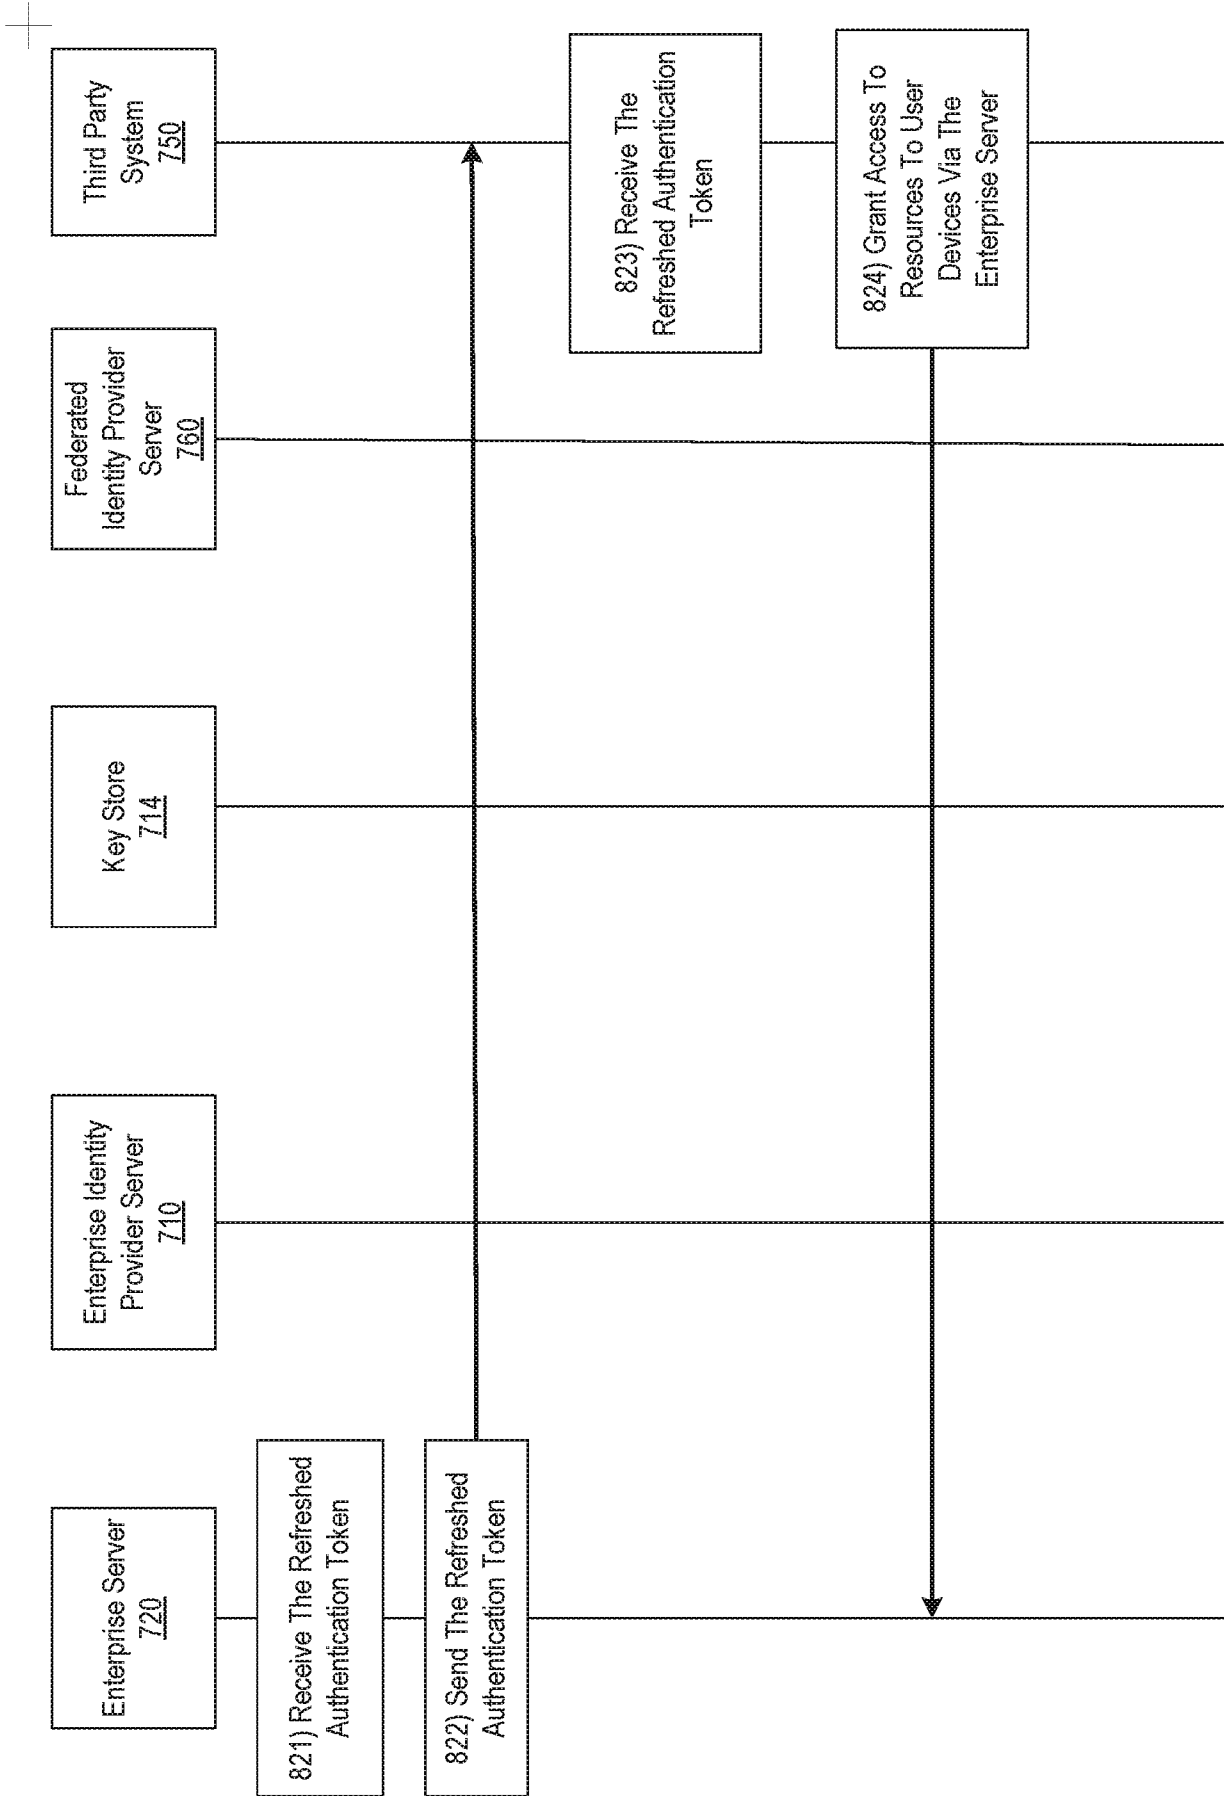 Enterprise Server
720
Enterprise Identity
Provider Server
710
Key Store
714
Federated
Identity Provider
Server
760
Third Party
System
750
821) Receive The Refreshed
Authentication Token
822) Send The Refreshed
Authentication Token
823) Receive The
Refreshed Authentication
Token
824) Grant Access To
Resources To User
Devices Via The
Enterprise Server